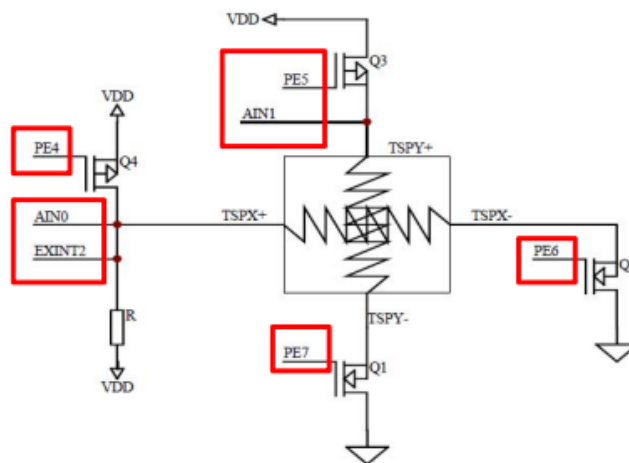 VDD
Q3
PE5
AIN1
VDD
PE4
Q4
TSPY+
AIN0
TSPX+
TSPX-
EXINT2
PE6
Q
R
TSPY-
PE7
Q1
VDD